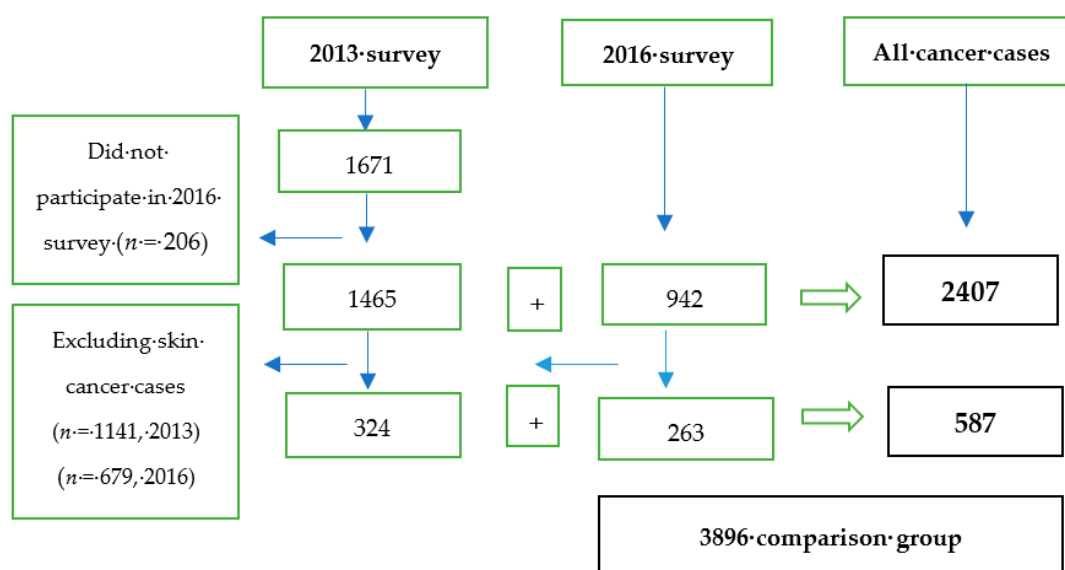 2013·survey
2016·survey
All·cancer·cases
Did·not·
participate·in·2016·
survey·(n·=·206)
1671
1465
+
942
2407
Excluding·skin·
cancer·cases
(n·=·1141,·2013)
(n·=·679,·2016)
324
+
263
587
3896·comparison·group